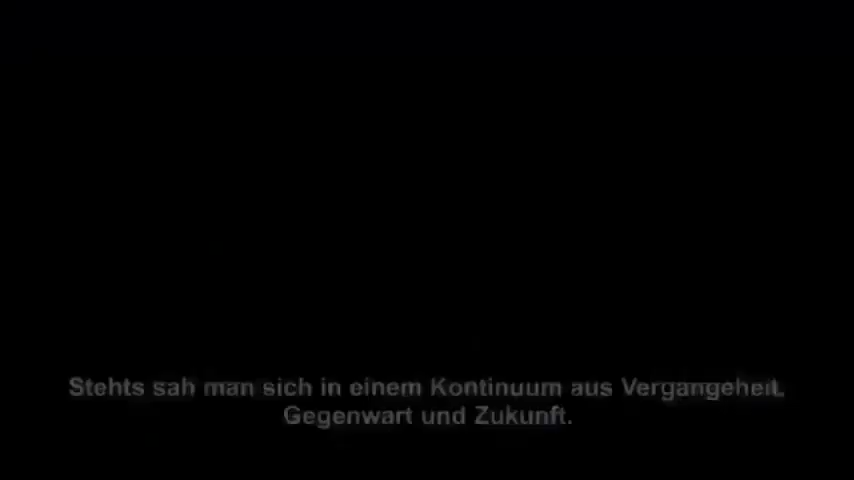 Stehts sah man sich in einem Kontinuum aus Vergangeheit,
Gegenwart und Zukunft.